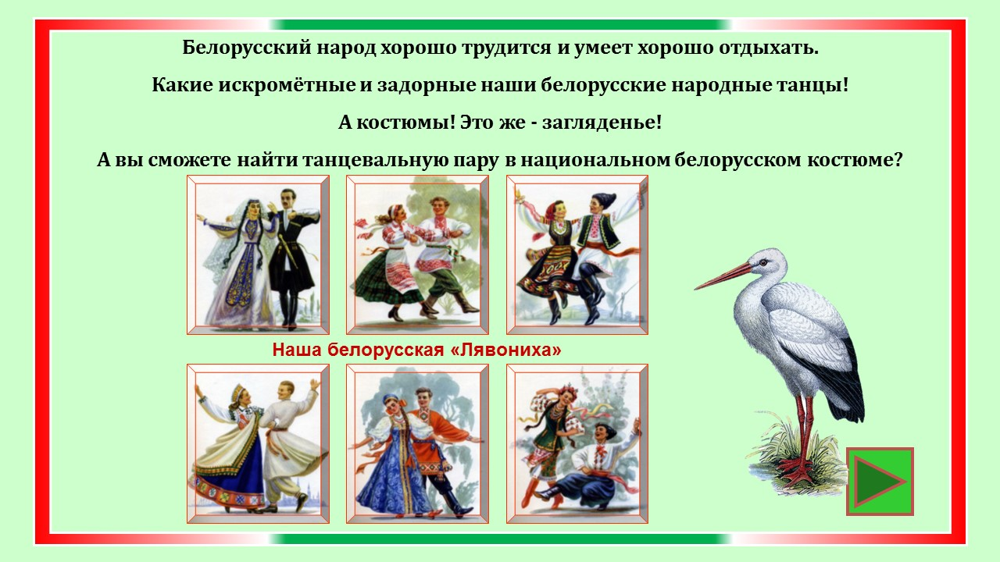 Белорусский народ хорошо трудится и умеет хорошо отдыхать.
Какие искромётные и задорные наши белорусские народные танцы!
А костюмы! Это же - загляденье!
А вы сможете найти танцевальную пару в национальном белорусском костюме?
Наша белорусская «Лявониха»